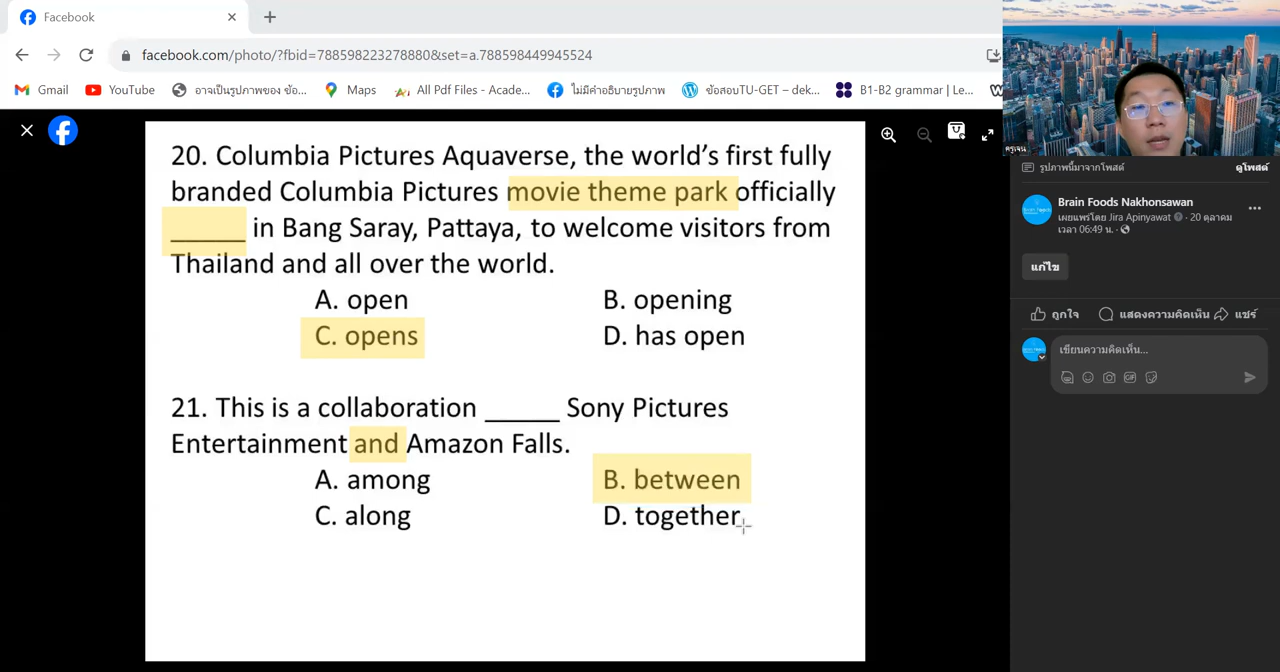 Facebook
facebook.com/photo/?fbid=788598223278880&set=a.788598449945524
Gmail YouTube อาจเป็นรูปภาพของ ข้อ... Maps All Pdf Files - Acade... ไม่มีคำอธิบายรูปภาพ ข้อสอบTU-GET – dek... B1-B2 grammar | Le...
20. Columbia Pictures Aquaverse, the world's first fully
branded Columbia Pictures movie theme park officially
_____ in Bang Saray, Pattaya, to welcome visitors from
Thailand and all over the world.
A. open B. opening
C. opens D. has open
21. This is a collaboration _____ Sony Pictures
Entertainment and Amazon Falls.
A. among B. between
C. along D. together
ครูเจน
รูปภาพนี้มาจากโพสต์ ดูโพสต์
Brain Foods Nakhonsawan
เผยแพร่โดย Jira Apinyawat · 20 ตุลาคม
เวลา 06:49 น. ·
แก้ไข
ถูกใจ แสดงความคิดเห็น แชร์
เขียนความคิดเห็น...
GIF